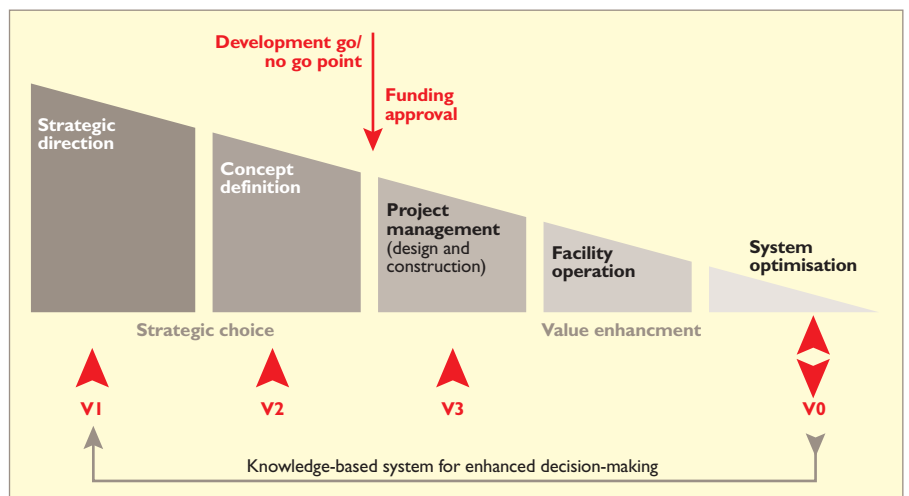 Development go/
no go point
Funding
approval
Strategic
direction
Concept
definition
Project
management
(design and
construction)
Facility
operation
System
optimisation
Strategic choice
Value enhancment
V1
V2
V3
V0
Knowledge-based system for enhanced decision-making